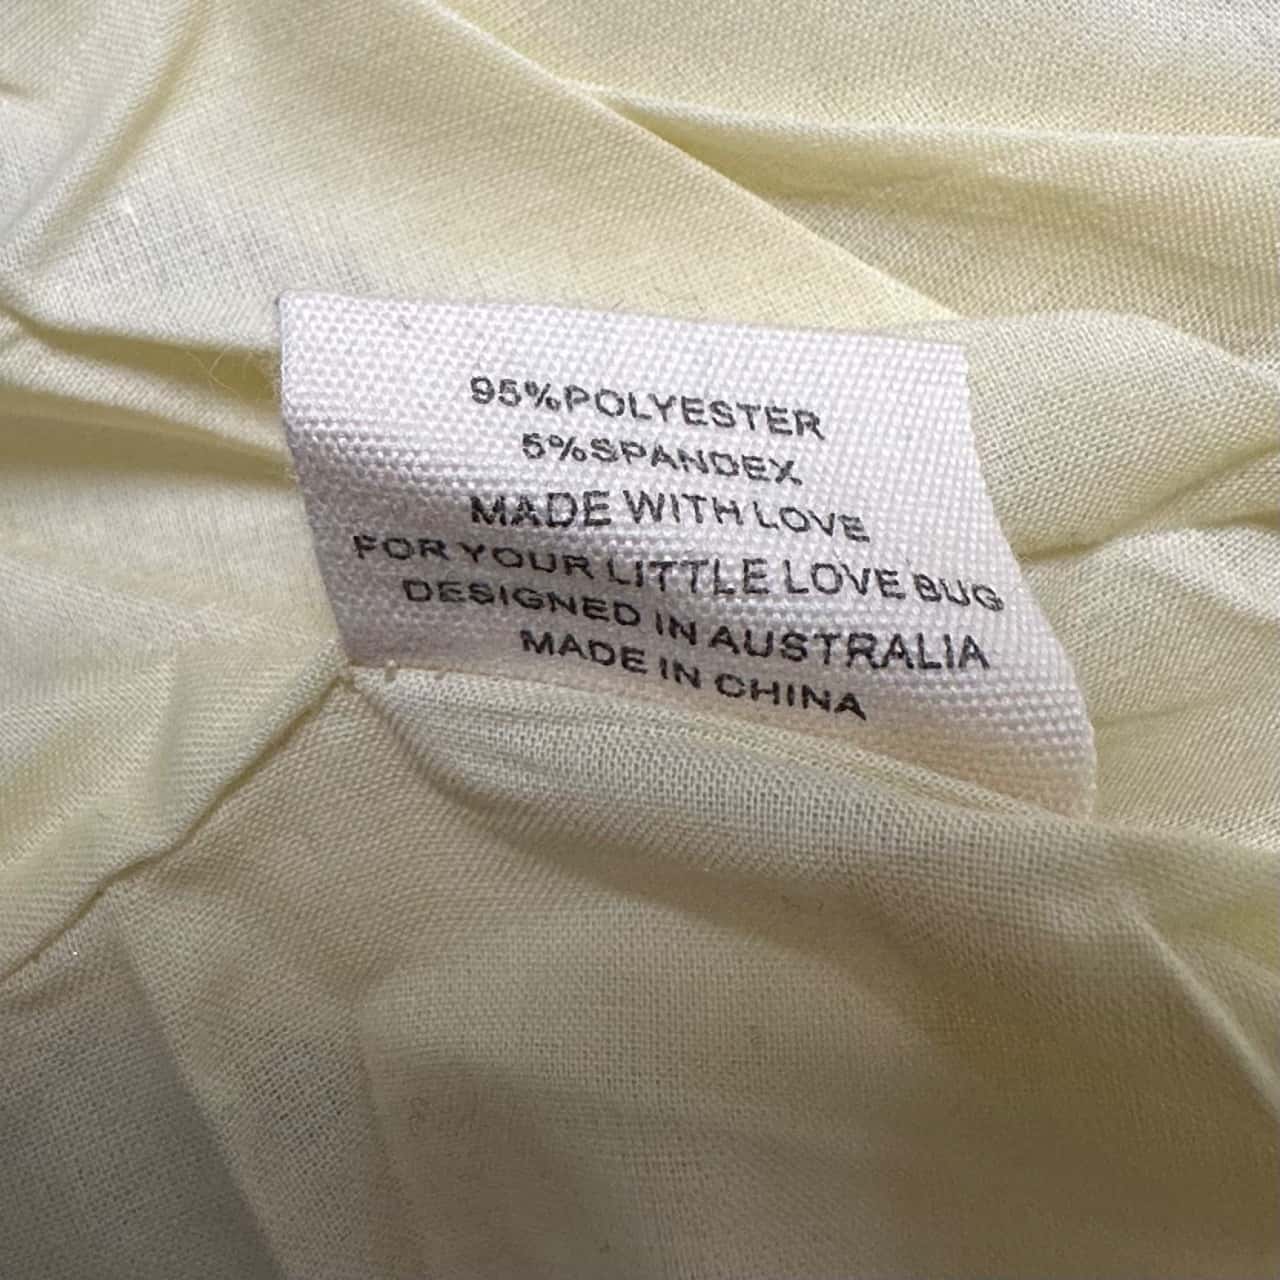 95%POLYESTER
5%SPANDEX
MADE WITH LOVE
FOR YOUR LITTLE LOVE BUG
DESIGNED IN AUSTRALIA
MADE IN CHINA